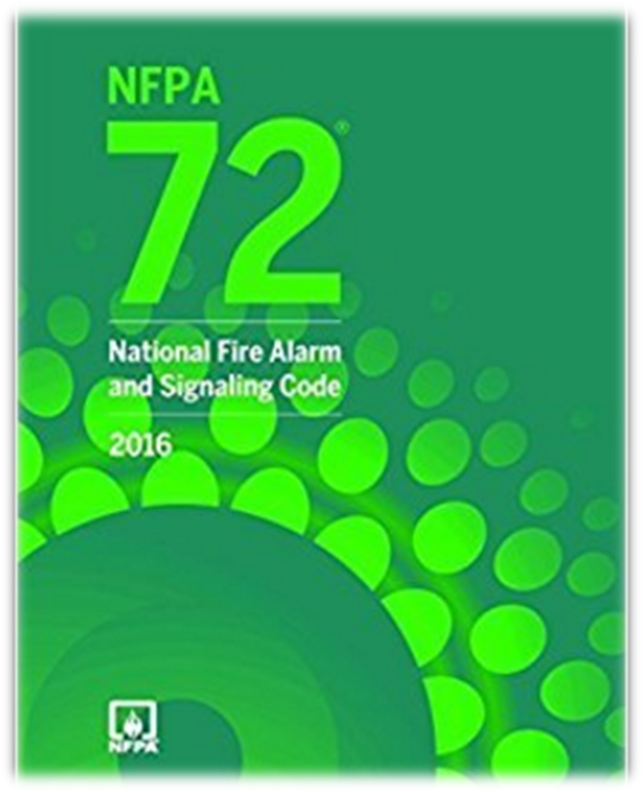 NFPA
72®
National Fire Alarm
and Signaling Code
2016
NFPA